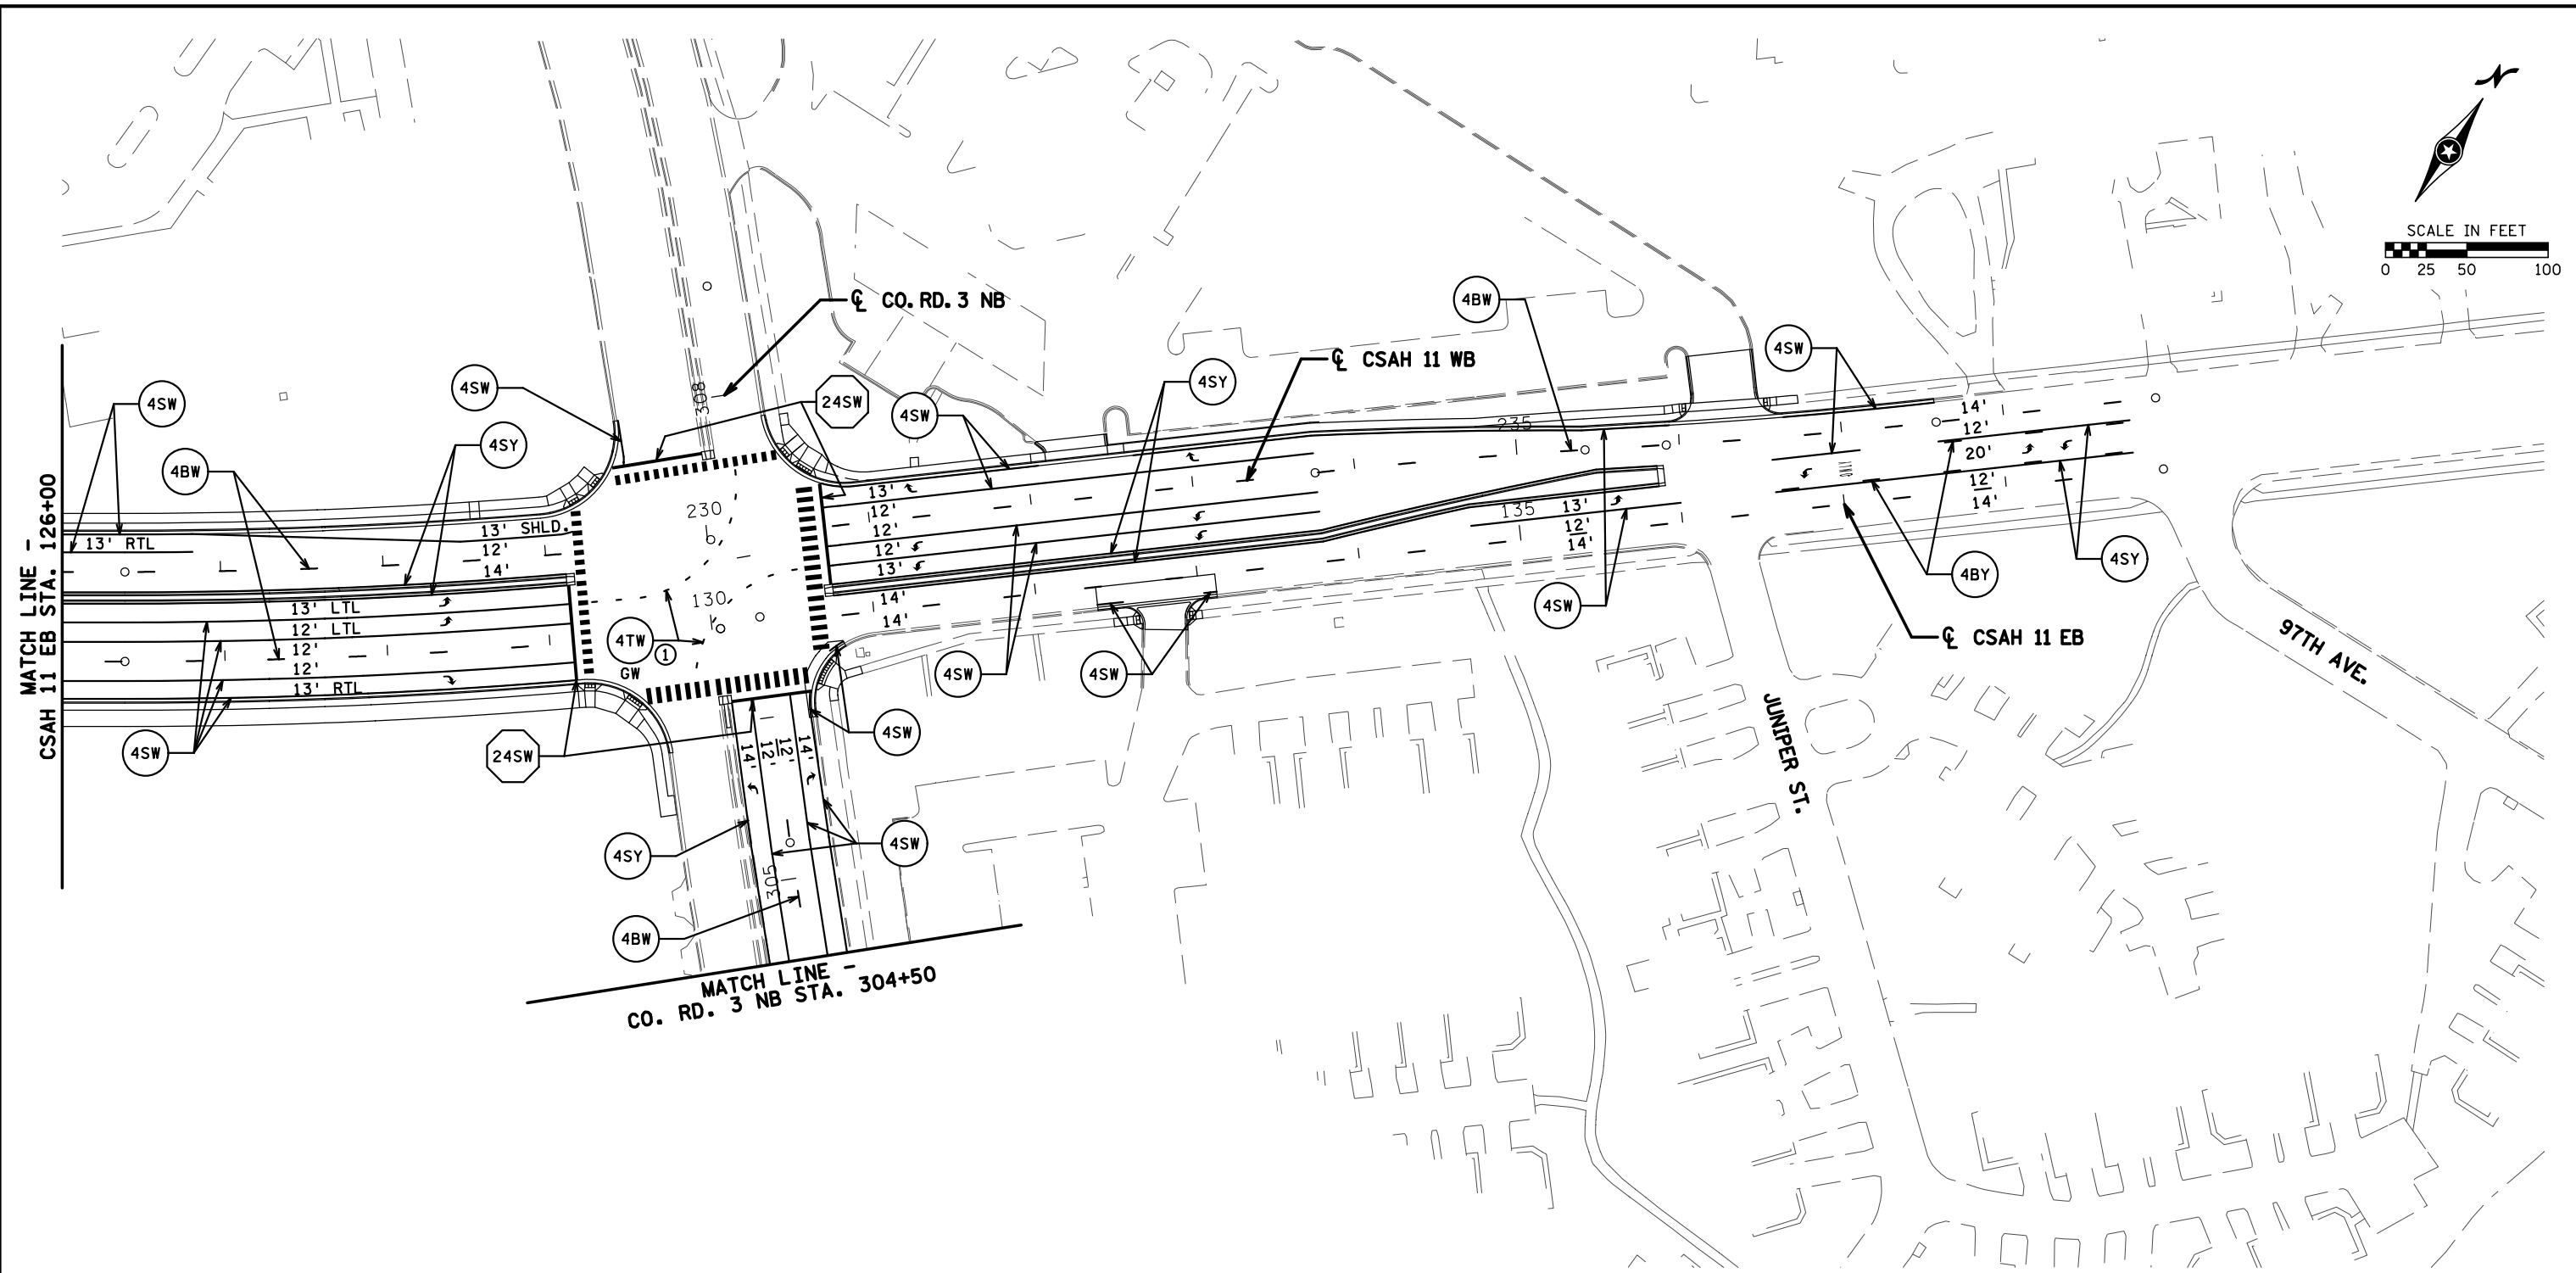 N
SCALE IN FEET
0 25 50 100
℄ CO. RD. 3 NB
4BW
℄ CSAH 11 WB
4SW
4SW
4SY
24SW
4SW
308
4SW
4SY
4BW
235
14'
12'
20'
12'
14'
MATCH LINE -
CSAH 11 EB STA. 126+00
13' RTL
13' SHLD.
12'
14'
230
13'
12'
12'
12'
13'
135
13'
12'
14'
4SY
4BY
4SW
13' LTL
12' LTL
12'
12'
13' RTL
130
14'
14'
4TW
1
GW
4SW
4SW
℄ CSAH 11 EB
97TH AVE.
4SW
24SW
4SW
14'
12'
12'
14'
JUNIPER ST.
4SY
4SW
305
4BW
MATCH LINE -
CO. RD. 3 NB STA. 304+50